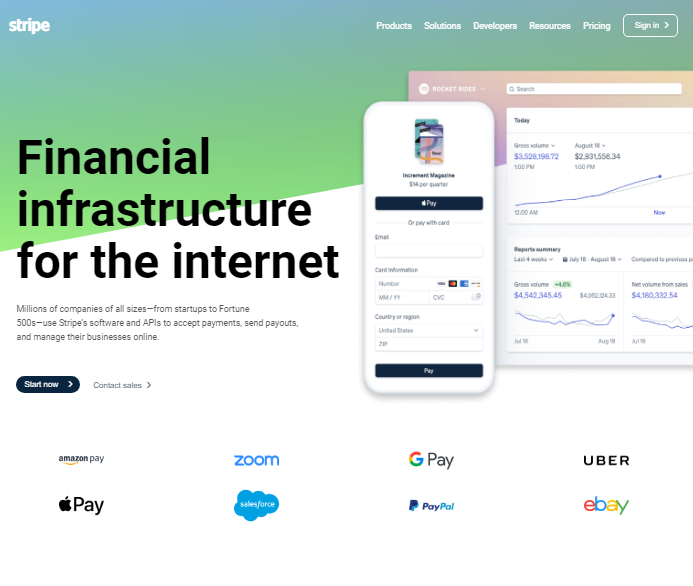 stripe
Products Solutions Developers Resources Pricing Sign in
Financial
infrastructure
for the internet
Millions of companies of all sizes—from startups to Fortune
500s—use Stripe's software and APIs to accept payments, send payouts,
and manage their businesses online.
Start now
Contact sales
Increment Magazine
$14 per quarter
Pay
Or pay with card
Email
Card information
Number
VISA
MM / YY CVC
Country or region
United States
ZIP
Pay
ROCKET RIDES
Search
Today
Gross volume August 18
$3,528,198.72 $2,931,556.34
1:00 PM 1:00 PM
12:00 AM Now
Reports summary
Last 4 weeks July 18 - August 18 Compared to previous
Gross volume +4.6% Net volume from sales
$4,542,345.45 $4,062,124.33 $4,180,332.54
Jul 18 Aug 18 Jul 18
amazon pay zoom G Pay UBER
Pay salesforce PayPal ebay